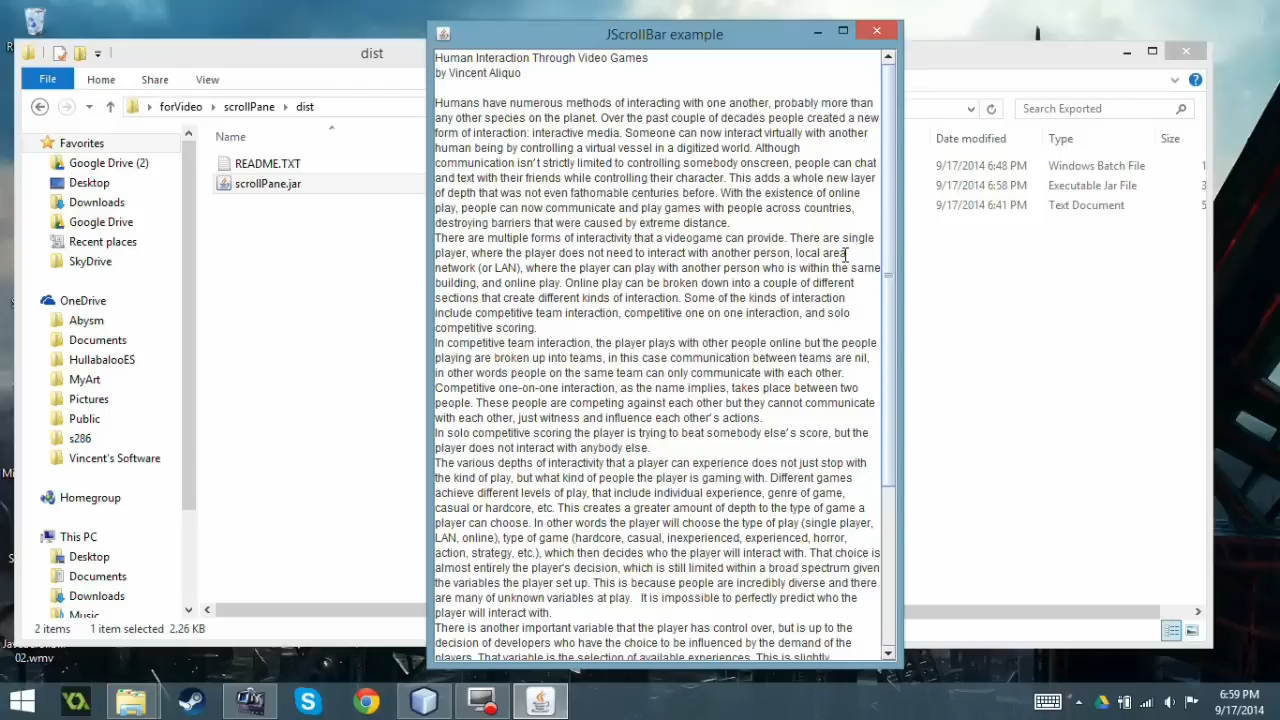 JScrollBar example
dist
File
Home
Share
View
forVideo
scrollPane
dist
Search Exported
Favorites
Google Drive (2)
Desktop
Downloads
Google Drive
Recent places
SkyDrive
OneDrive
Abysm
Documents
HullabalooES
MyArt
Pictures
Public
s286
Vincent's Software
Homegroup
This PC
Desktop
Documents
Downloads
Music
2 items
1 item selected
2.26 KB
02.wmv
Name
README.TXT
scrollPane.jar
Human Interaction Through Video Games
by Vincent Aliquo
Humans have numerous methods of interacting with one another, probably more than
any other species on the planet. Over the past couple of decades people created a new
form of interaction: interactive media. Someone can now interact virtually with another
human being by controlling a virtual vessel in a digitized world. Although
communication isn't strictly limited to controlling somebody onscreen, people can chat
and text with their friends while controlling their character. This adds a whole new layer
of depth that was not even fathomable centuries before. With the existence of online
play, people can now communicate and play games with people across countries,
destroying barriers that were caused by extreme distance.
There are multiple forms of interactivity that a videogame can provide. There are single
player, where the player does not need to interact with another person, local area
network (or LAN), where the player can play with another person who is within the same
building, and online play. Online play can be broken down into a couple of different
sections that create different kinds of interaction. Some of the kinds of interaction
include competitive team interaction, competitive one on one interaction, and solo
competitive scoring.
In competitive team interaction, the player plays with other people online but the people
playing are broken up into teams, in this case communication between teams are nil,
in other words people on the same team can only communicate with each other.
Competitive one-on-one interaction, as the name implies, takes place between two
people. These people are competing against each other but they cannot communicate
with each other, just witness and influence each other's actions.
In solo competitive scoring the player is trying to beat somebody else's score, but the
player does not interact with anybody else.
The various depths of interactivity that a player can experience does not just stop with
the kind of play, but what kind of people the player is gaming with. Different games
achieve different levels of play, that include individual experience, genre of game,
casual or hardcore, etc. This creates a greater amount of depth to the type of game a
player can choose. In other words the player will choose the type of play (single player,
LAN, online), type of game (hardcore, casual, inexperienced, experienced, horror,
action, strategy, etc.), which then decides who the player will interact with. That choice is
almost entirely the player's decision, which is still limited within a broad spectrum given
the variables the player set up. This is because people are incredibly diverse and there
are many of unknown variables at play.   It is impossible to perfectly predict who the
player will interact with.
There is another important variable that the player has control over, but is up to the
decision of developers who have the choice to be influenced by the demand of the
players. That variable is the selection of available experiences. This is slightly
Date modified
Type
Size
9/17/2014 6:48 PM
Windows Batch File
1
9/17/2014 6:58 PM
Executable Jar File
3
9/17/2014 6:41 PM
Text Document
5
6:59 PM
9/17/2014